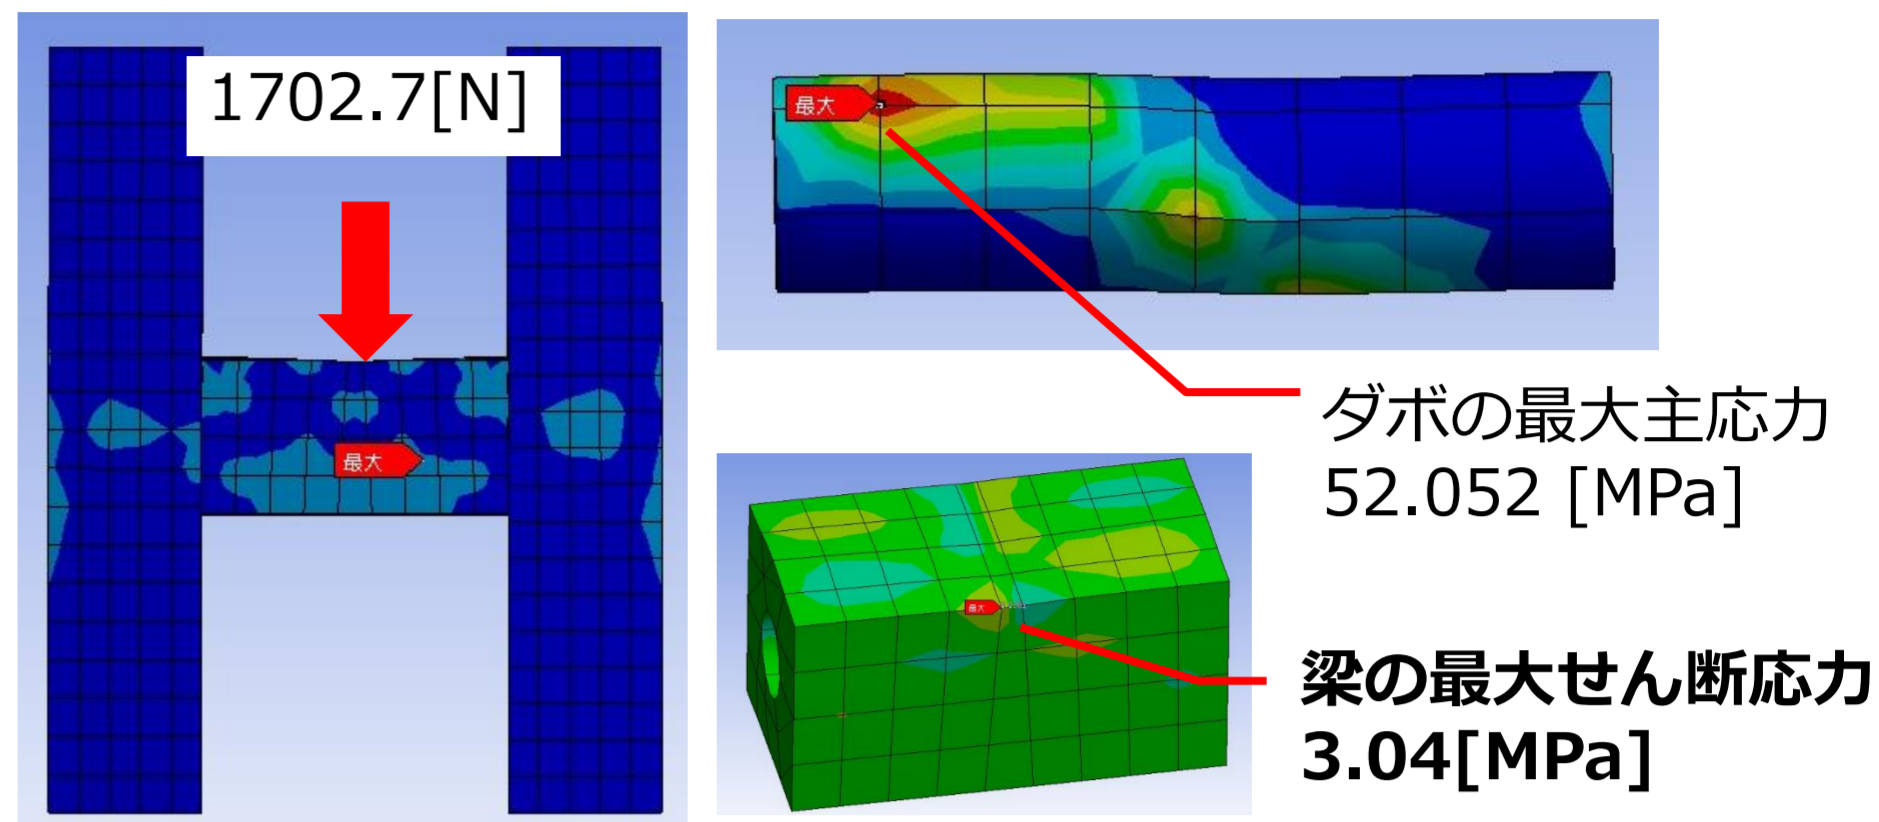 1702.7[N]
最大
最大
ダボの最大主応力
52.052 [MPa]
最大
梁の最大せん断応力
3.04[MPa]